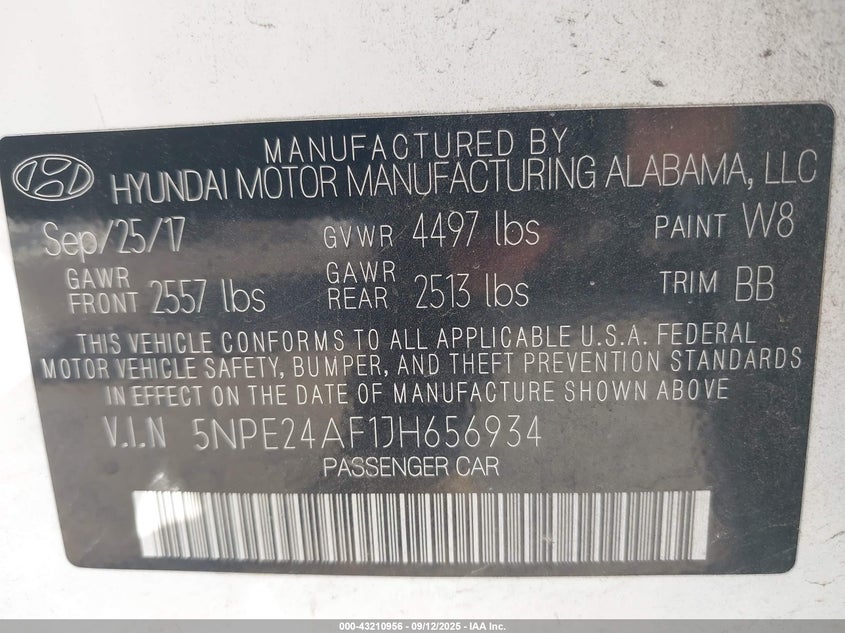 MANUFACTURED BY
HYUNDAI MOTOR MANUFACTURING ALABAMA, LLC
Sep/25/17 GVWR 4497 lbs PAINT W8
GAWR FRONT 2557 lbs GAWR REAR 2513 lbs TRIM BB
THIS VEHICLE CONFORMS TO ALL APPLICABLE U.S.A. FEDERAL
MOTOR VEHICLE SAFETY, BUMPER, AND THEFT PREVENTION STANDARDS
IN EFFECT ON THE DATE OF MANUFACTURE SHOWN ABOVE
V.I.N 5NPE24AF1JH656934
PASSENGER CAR
000-43210956 - 09/12/2025 - IAA Inc.